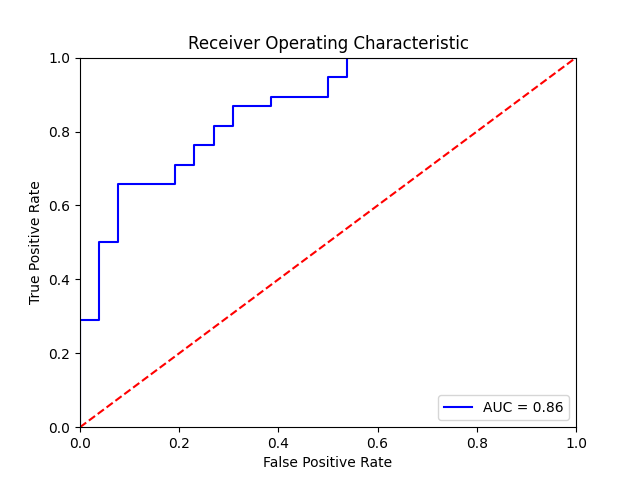 Receiver Operating Characteristic
1.0
0.8
0.6
0.4
0.2
0.0
True Positive Rate
AUC = 0.86
0.0 0.2 0.4 0.6 0.8 1.0
False Positive Rate